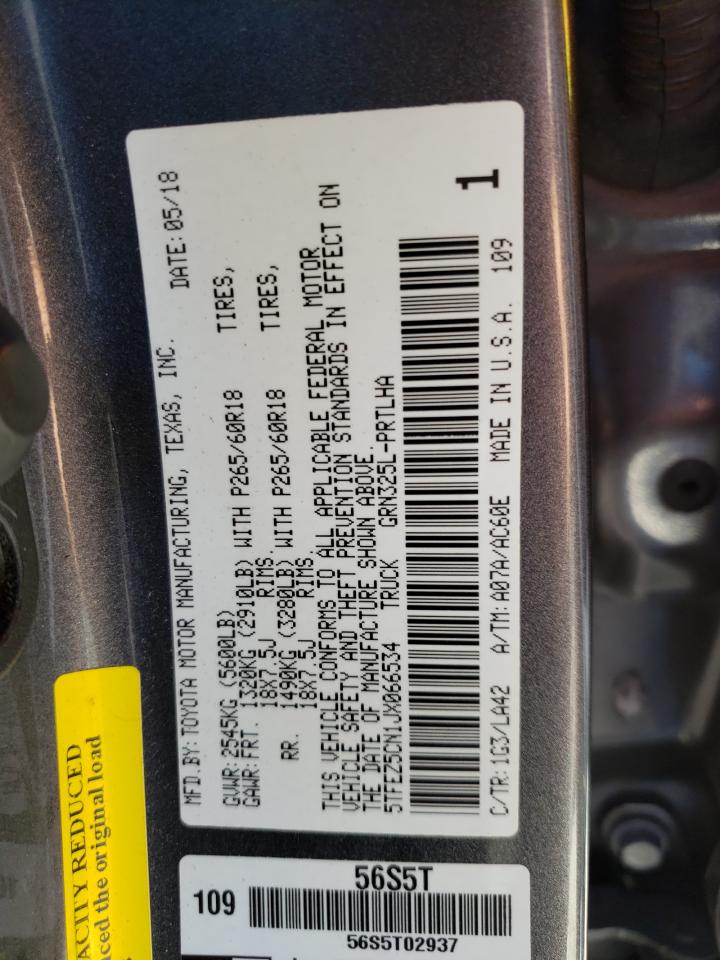 MFD.BY:TOYOTA MOTOR MANUFACTURING, TEXAS, INC. DATE:05/18
GVWR:2545KG (5600LB)
GAWR:FRT. 1320KG (2910LB) WITH P265/60R18 TIRES,
18X7.5J RIMS,
RR. 1490KG (3280LB) WITH P265/60R18 TIRES,
18X7.5J RIMS
THIS VEHICLE CONFORMS TO ALL APPLICABLE FEDERAL MOTOR
VEHICLE SAFETY AND THEFT PREVENTION STANDARDS IN EFFECT ON
THE DATE OF MANUFACTURE SHOWN ABOVE.
5TFEZ5CN1JX066534 TRUCK GRN325L-PRTLHA
1
C/TR:1G3/LA42 A/TM:A07A/AC60E MADE IN U.S.A. 109
ACITY REDUCED
ced the original load
56S5T
109
56S5T02937